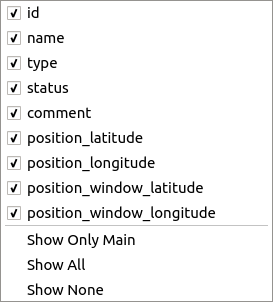 id
name
type
status
comment
position_latitude
position_longitude
position_window_latitude
position_window_longitude
Show Only Main
Show All
Show None